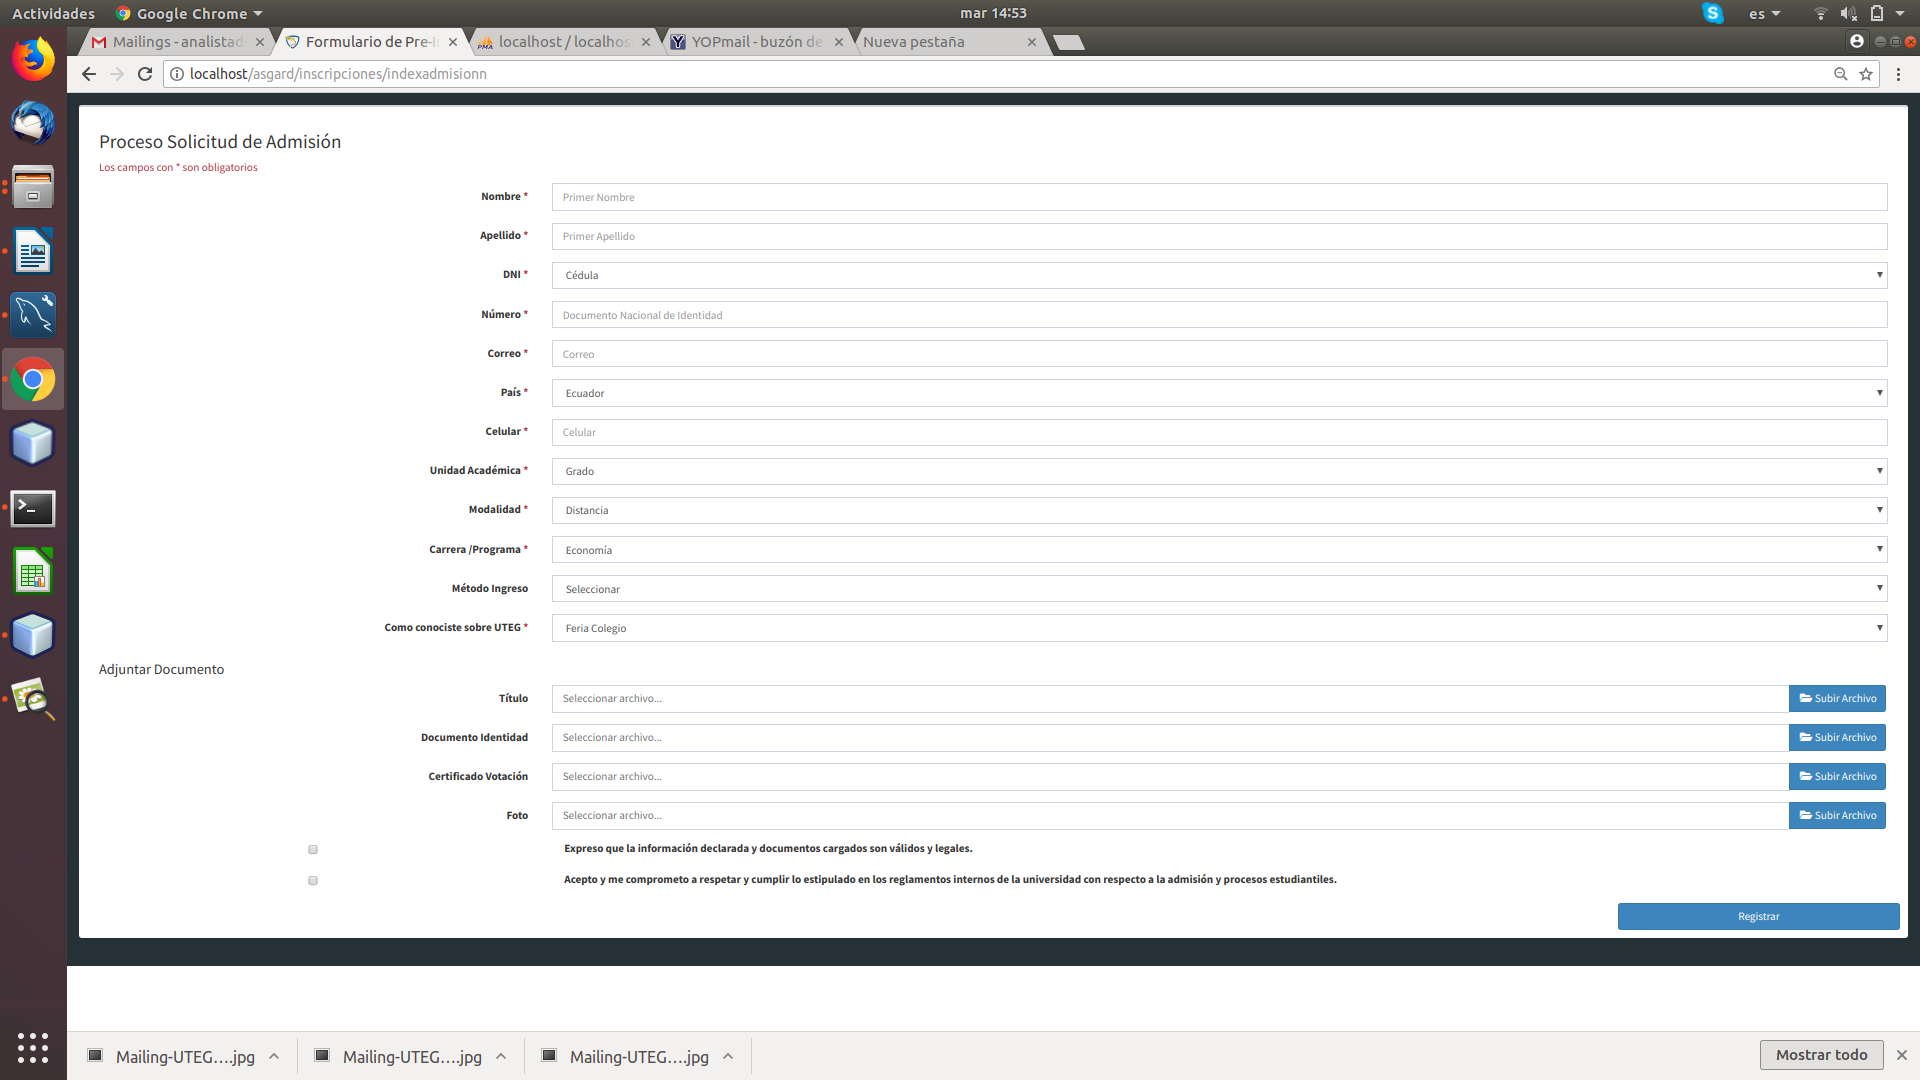 Actividades Google Chrome mar 14:53 es
Mailings - analistad Formulario de Pre-I localhost / localhos YOPmail - buzón de Nueva pestaña
localhost/asgard/inscripciones/indexadmisionn
Proceso Solicitud de Admisión
Los campos con * son obligatorios
Nombre * Primer Nombre
Apellido * Primer Apellido
DNI * Cédula
Número * Documento Nacional de Identidad
Correo * Correo
País * Ecuador
Celular * Celular
Unidad Académica * Grado
Modalidad * Distancia
Carrera /Programa * Economía
Método Ingreso Seleccionar
Como conociste sobre UTEG * Feria Colegio
Adjuntar Documento
Título Seleccionar archivo... Subir Archivo
Documento Identidad Seleccionar archivo... Subir Archivo
Certificado Votación Seleccionar archivo... Subir Archivo
Foto Seleccionar archivo... Subir Archivo
Expreso que la información declarada y documentos cargados son válidos y legales.
Acepto y me comprometo a respetar y cumplir lo estipulado en los reglamentos internos de la universidad con respecto a la admisión y procesos estudiantiles.
Registrar
Mailing-UTEG....jpg Mailing-UTEG....jpg Mailing-UTEG....jpg Mostrar todo